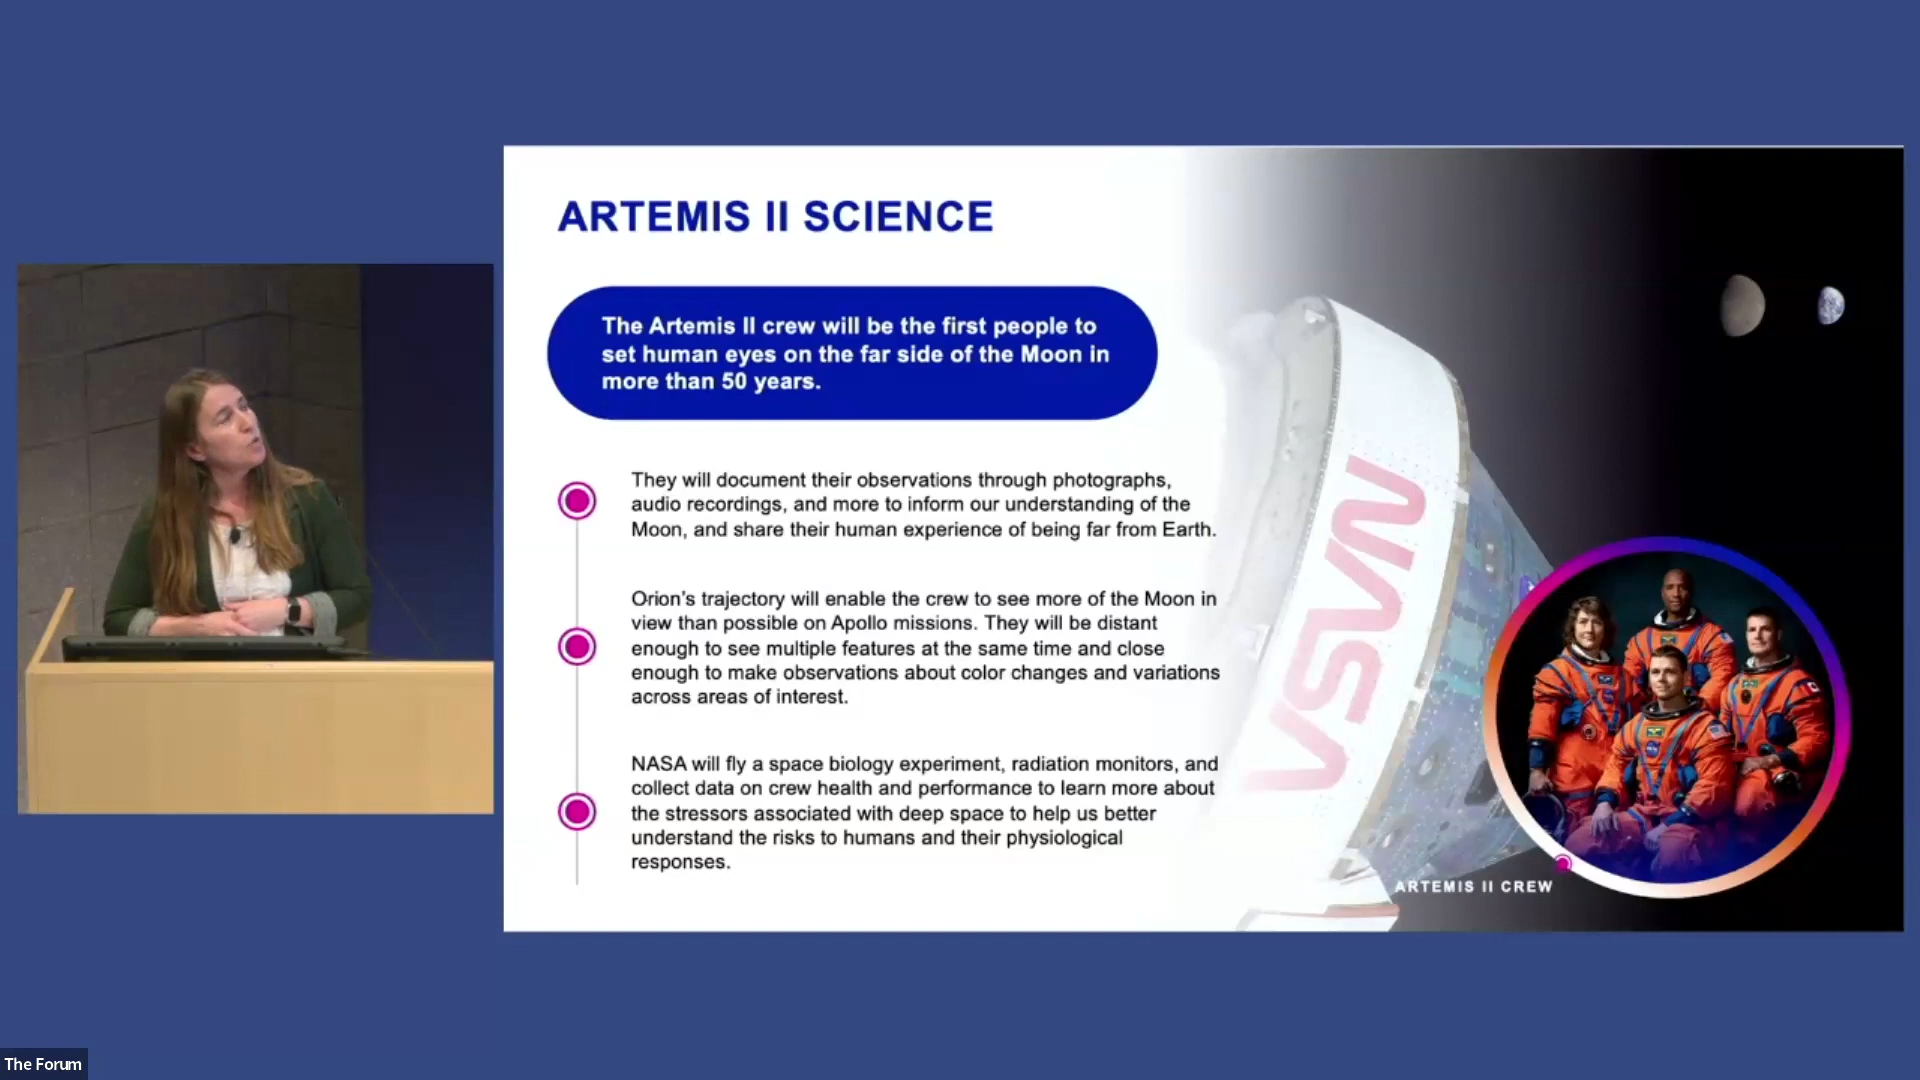 ARTEMIS II SCIENCE
The Artemis II crew will be the first people to
set human eyes on the far side of the Moon in
more than 50 years.
They will document their observations through photographs,
audio recordings, and more to inform our understanding of the
Moon, and share their human experience of being far from Earth.
Orion’s trajectory will enable the crew to see more of the Moon in
view than possible on Apollo missions. They will be distant
enough to see multiple features at the same time and close
enough to make observations about color changes and variations
across areas of interest.
NASA will fly a space biology experiment, radiation monitors, and
collect data on crew health and performance to learn more about
the stressors associated with deep space to help us better
understand the risks to humans and their physiological
responses.
NASA
ARTEMIS II CREW
The Forum